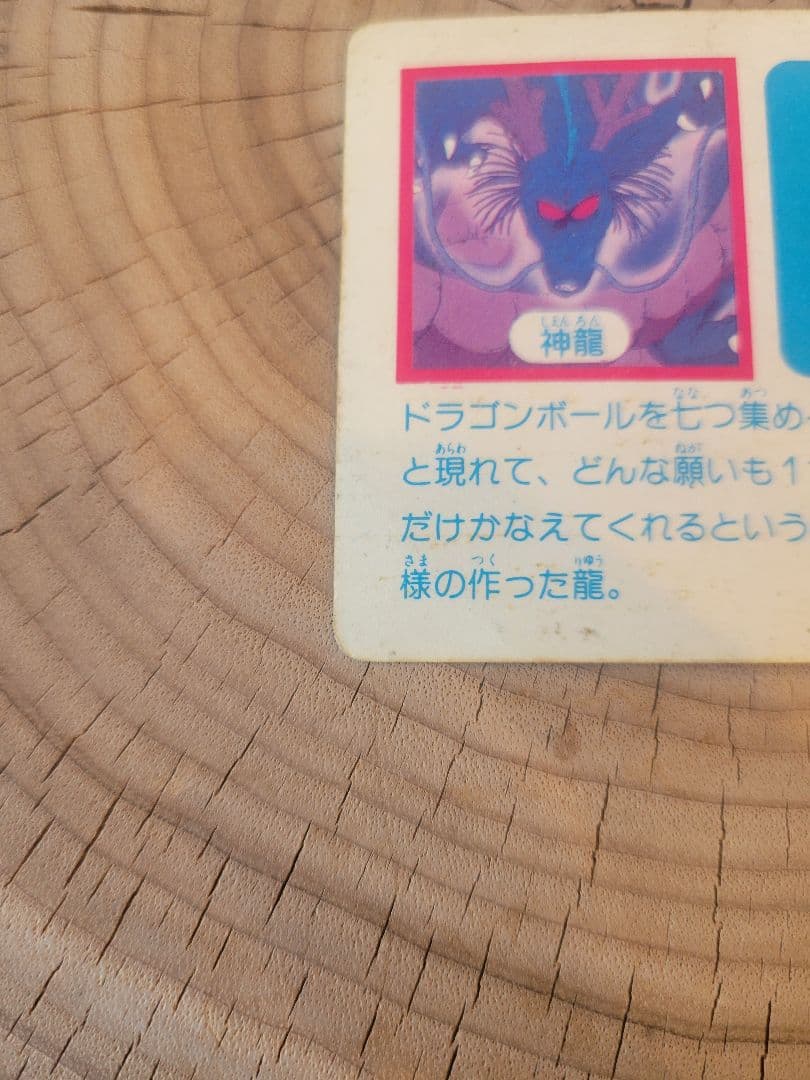 神龍
ドラゴンボールを七つ集め
と現れて、どんな願いも1
だけかなえてくれるという
様の作った龍。